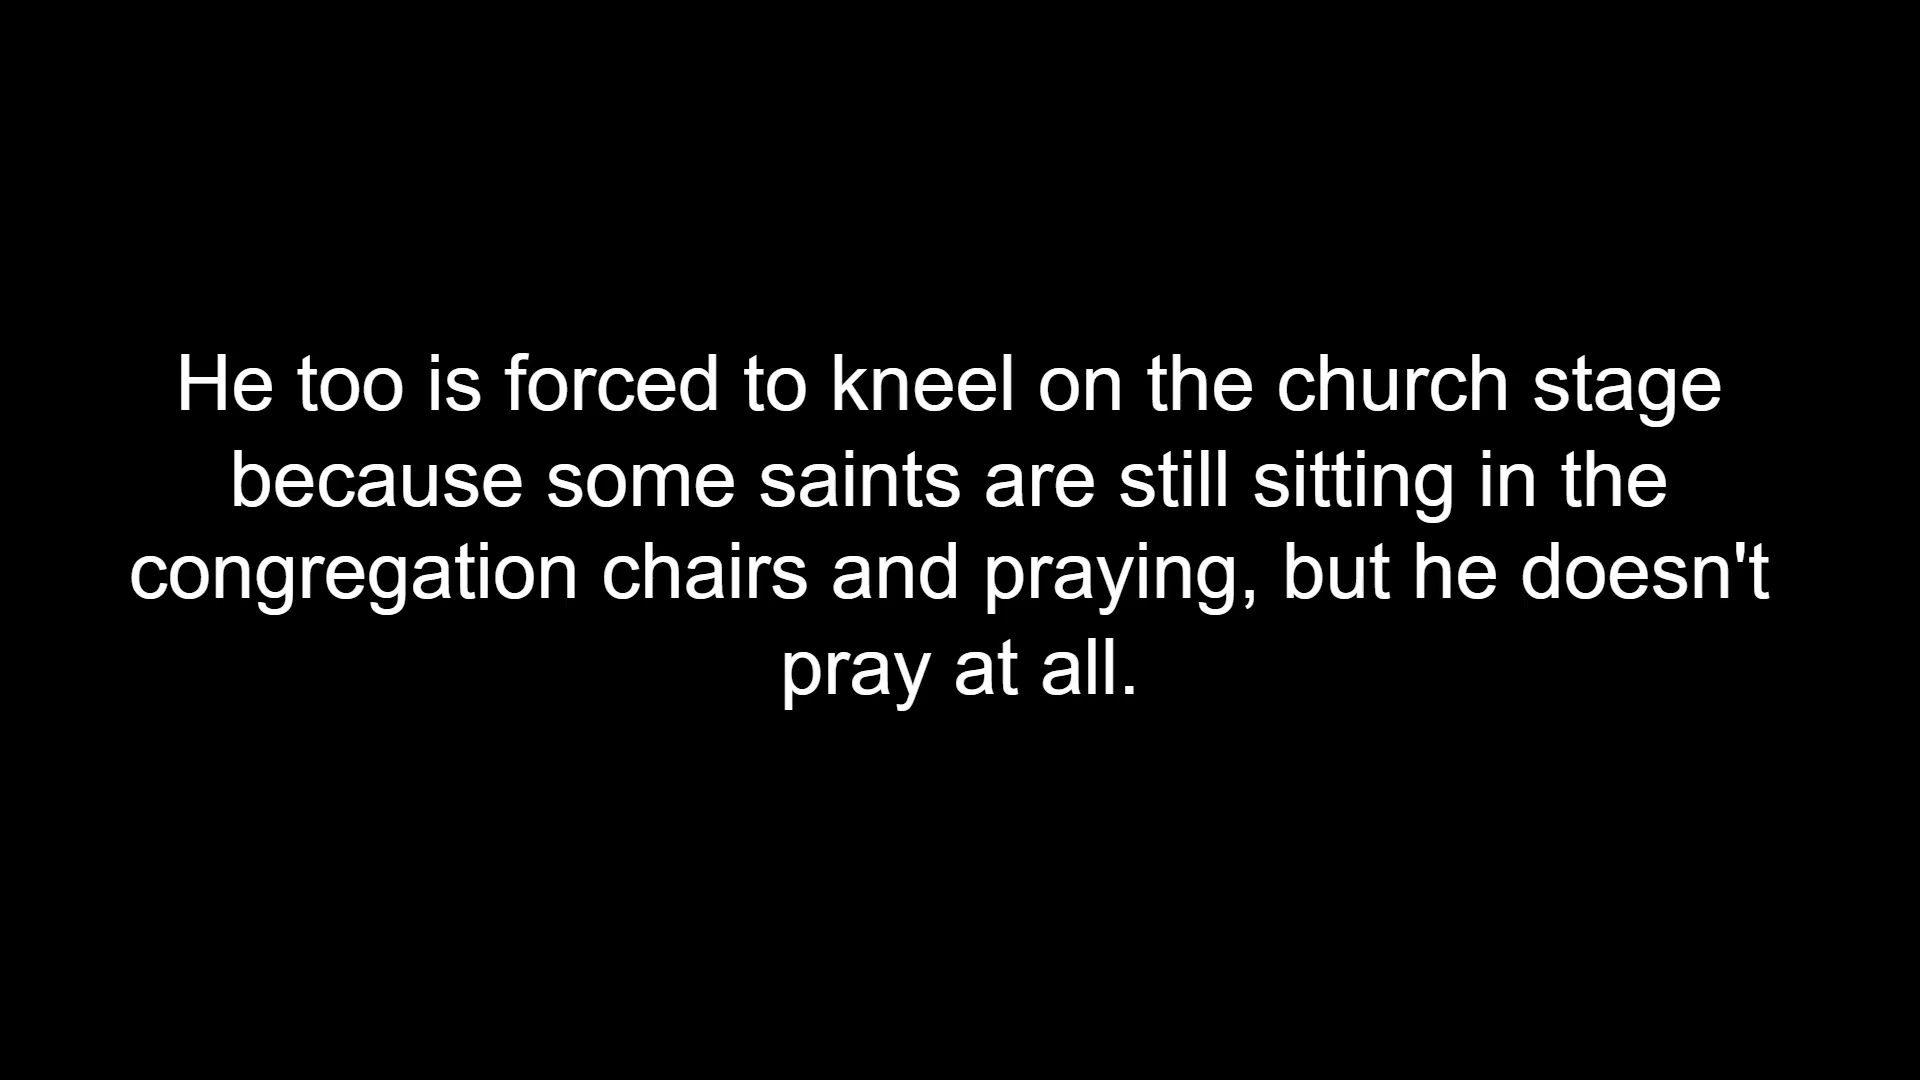 He too is forced to kneel on the church stage
because some saints are still sitting in the
congregation chairs and praying, but he doesn't
pray at all.